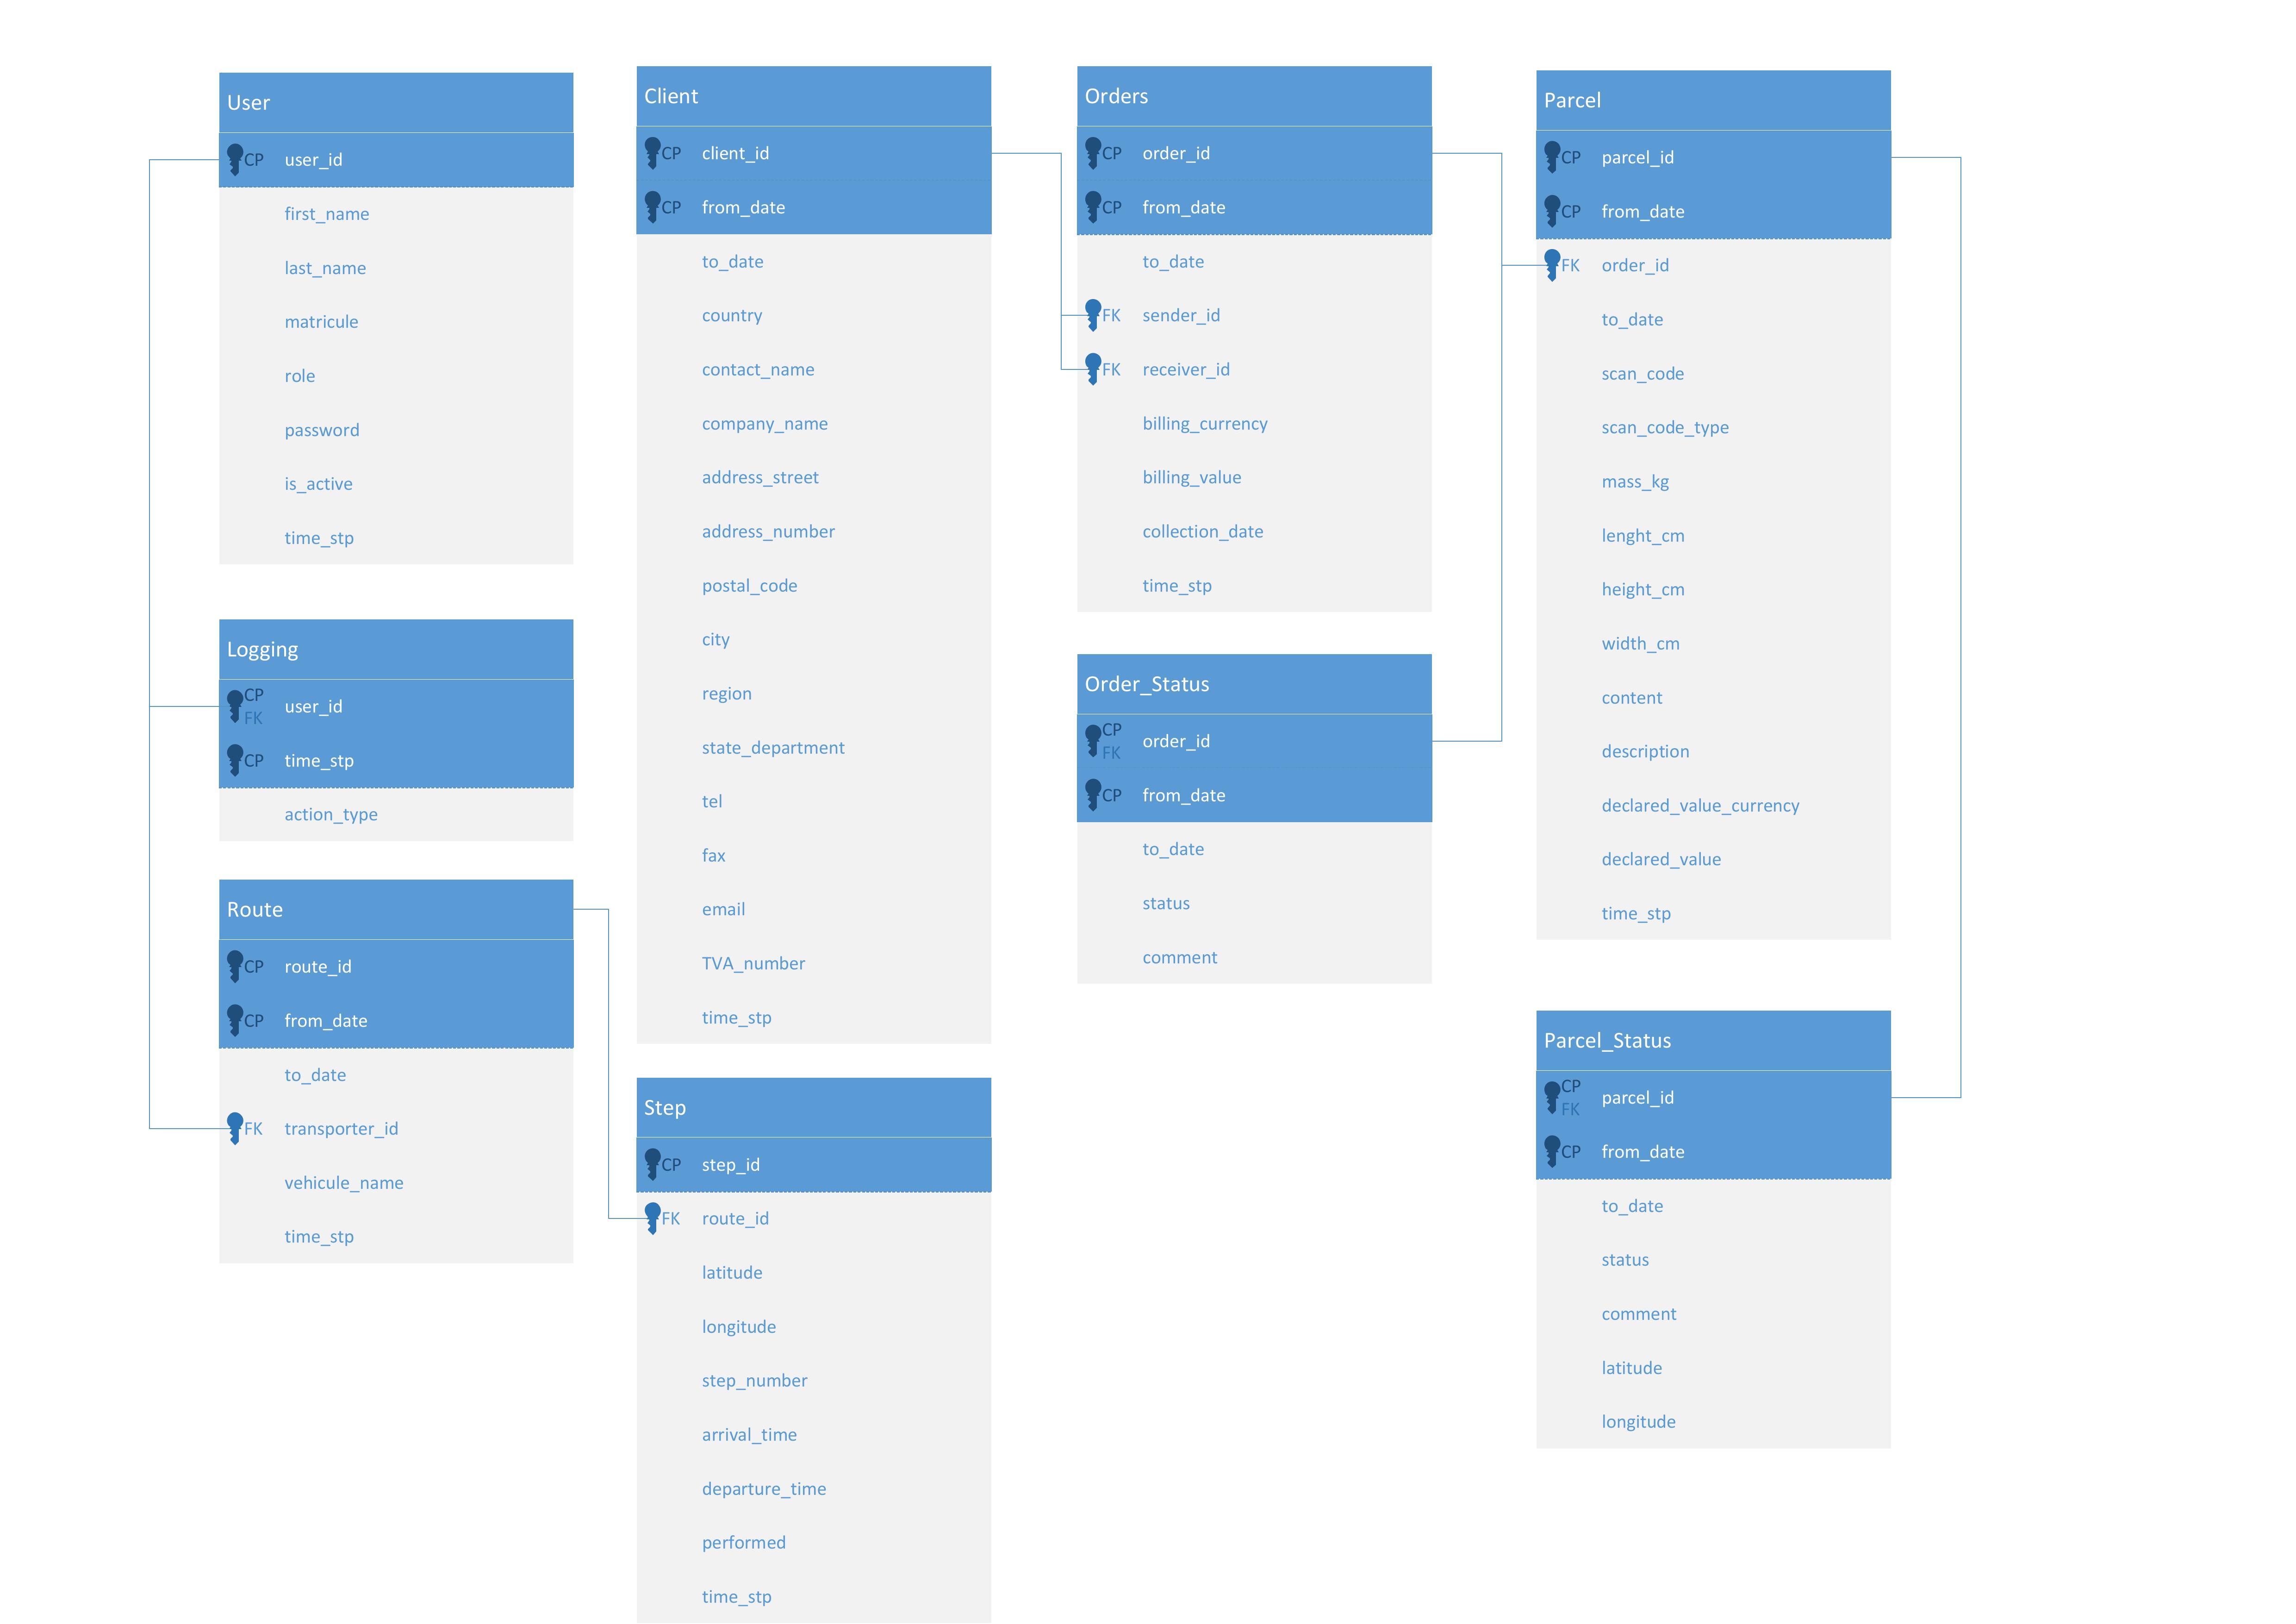 User
CP user_id
first_name
last_name
matricule
role
password
is_active
time_stp
Logging
CP
FK
user_id
CP time_stp
action_type
Route
CP route_id
CP from_date
to_date
FK transporter_id
vehicule_name
time_stp
Client
CP client_id
CP from_date
to_date
country
contact_name
company_name
address_street
address_number
postal_code
city
region
state_department
tel
fax
email
TVA_number
time_stp
Step
CP step_id
FK route_id
latitude
longitude
step_number
arrival_time
departure_time
performed
time_stp
Orders
CP order_id
CP from_date
to_date
FK sender_id
FK receiver_id
billing_currency
billing_value
collection_date
time_stp
Order_Status
CP
FK
order_id
CP from_date
to_date
status
comment
Parcel
CP parcel_id
CP from_date
FK order_id
to_date
scan_code
scan_code_type
mass_kg
lenght_cm
height_cm
width_cm
content
description
declared_value_currency
declared_value
time_stp
Parcel_Status
CP
FK
parcel_id
CP from_date
to_date
status
comment
latitude
longitude